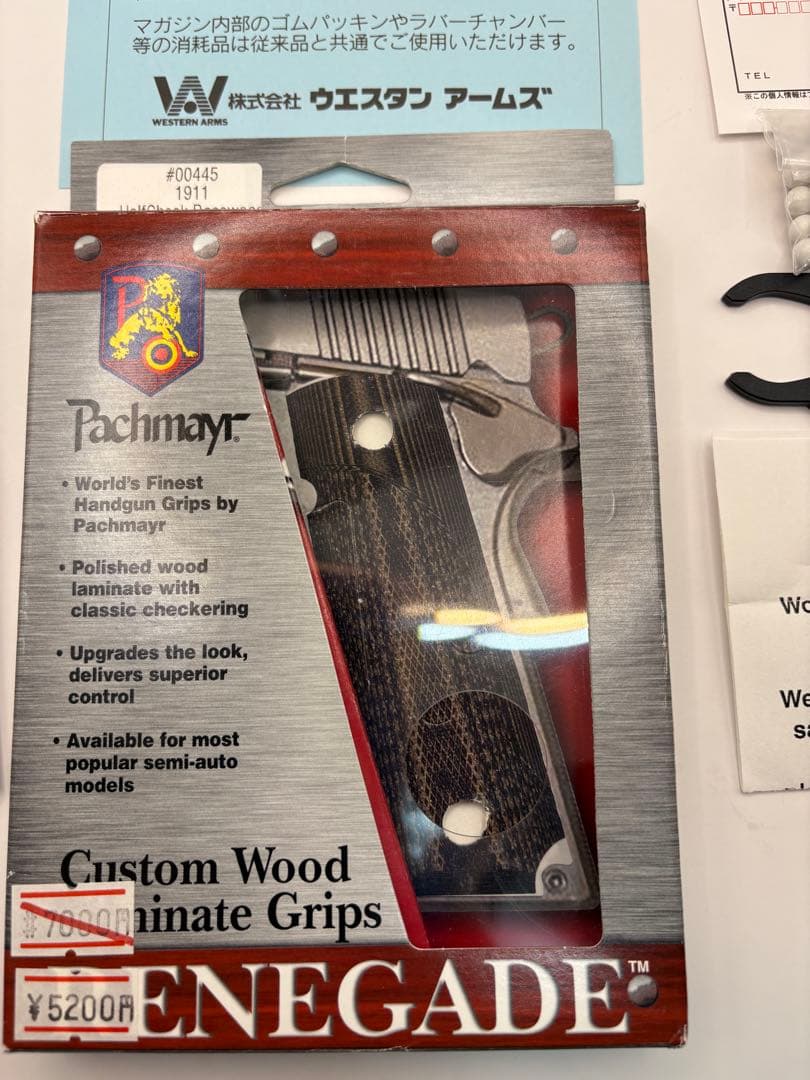 マガジン内部のゴムパッキンやラバーチャンバー
等の消耗品は従来品と共通でご使用いただけます。
W
WESTERN ARMS
株式会社 ウエスタン アームズ
〒
TEL
#00445
1911
P
Pachmayr®
• World's Finest
Handgun Grips by
Pachmayr
• Polished wood
laminate with
classic checkering
• Upgrades the look,
delivers superior
control
• Available for most
popular semi-auto
models
Custom Wood
minate Grips
¥7000円
¥5200円
ENEGADE™
We